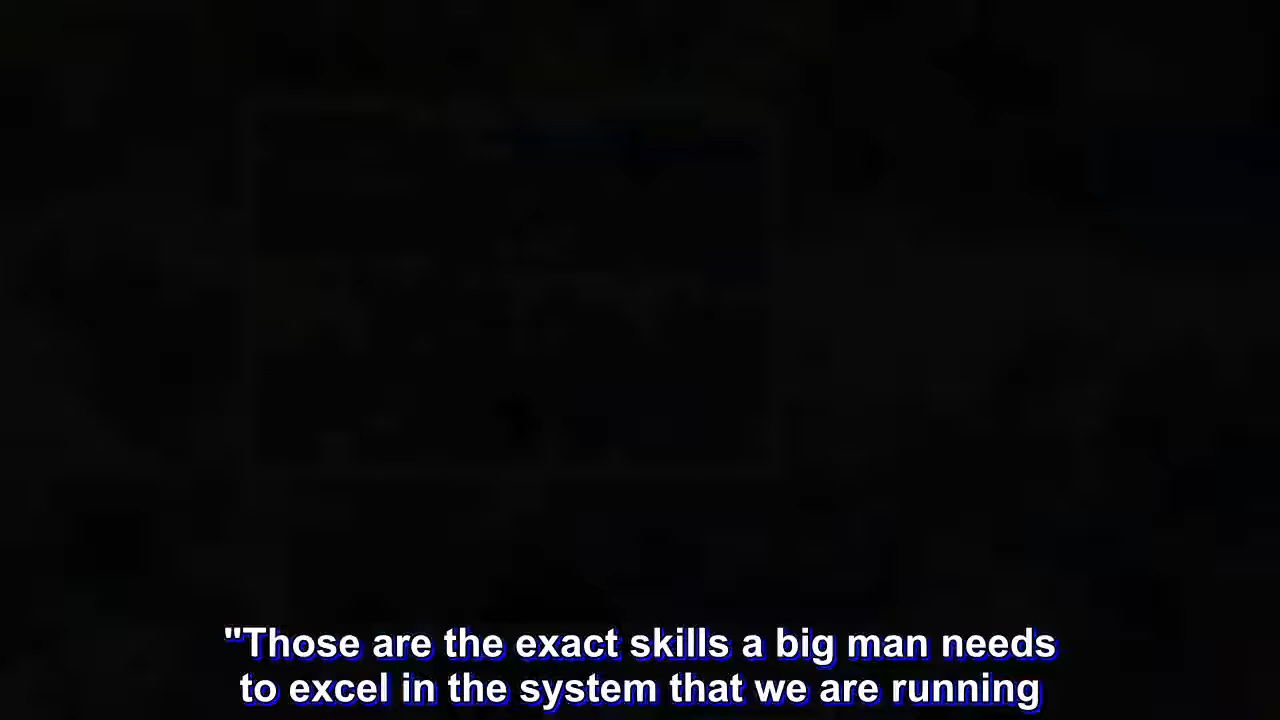 "Those are the exact skills a big man needs
to excel in the system that we are running